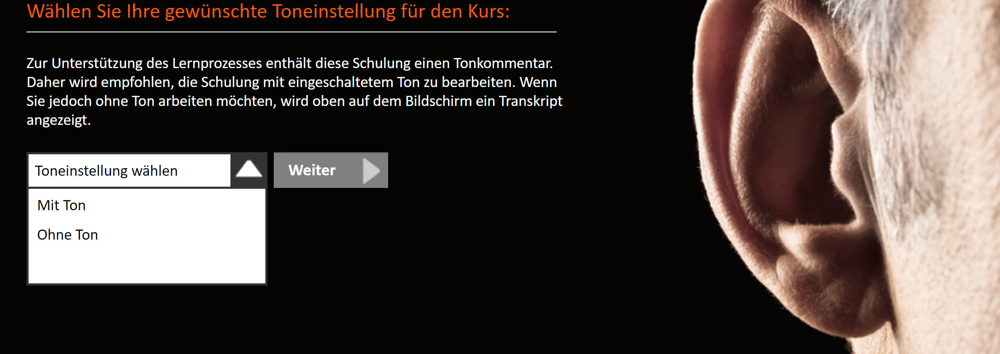 Wählen Sie Ihre gewünschte Toneinstellung für den Kurs:
Zur Unterstützung des Lernprozesses enthält diese Schulung einen Tonkommentar.
Daher wird empfohlen, die Schulung mit eingeschaltetem Ton zu bearbeiten. Wenn
Sie jedoch ohne Ton arbeiten möchten, wird oben auf dem Bildschirm ein Transkript
angezeigt.
Toneinstellung wählen
Weiter
Mit Ton
Ohne Ton